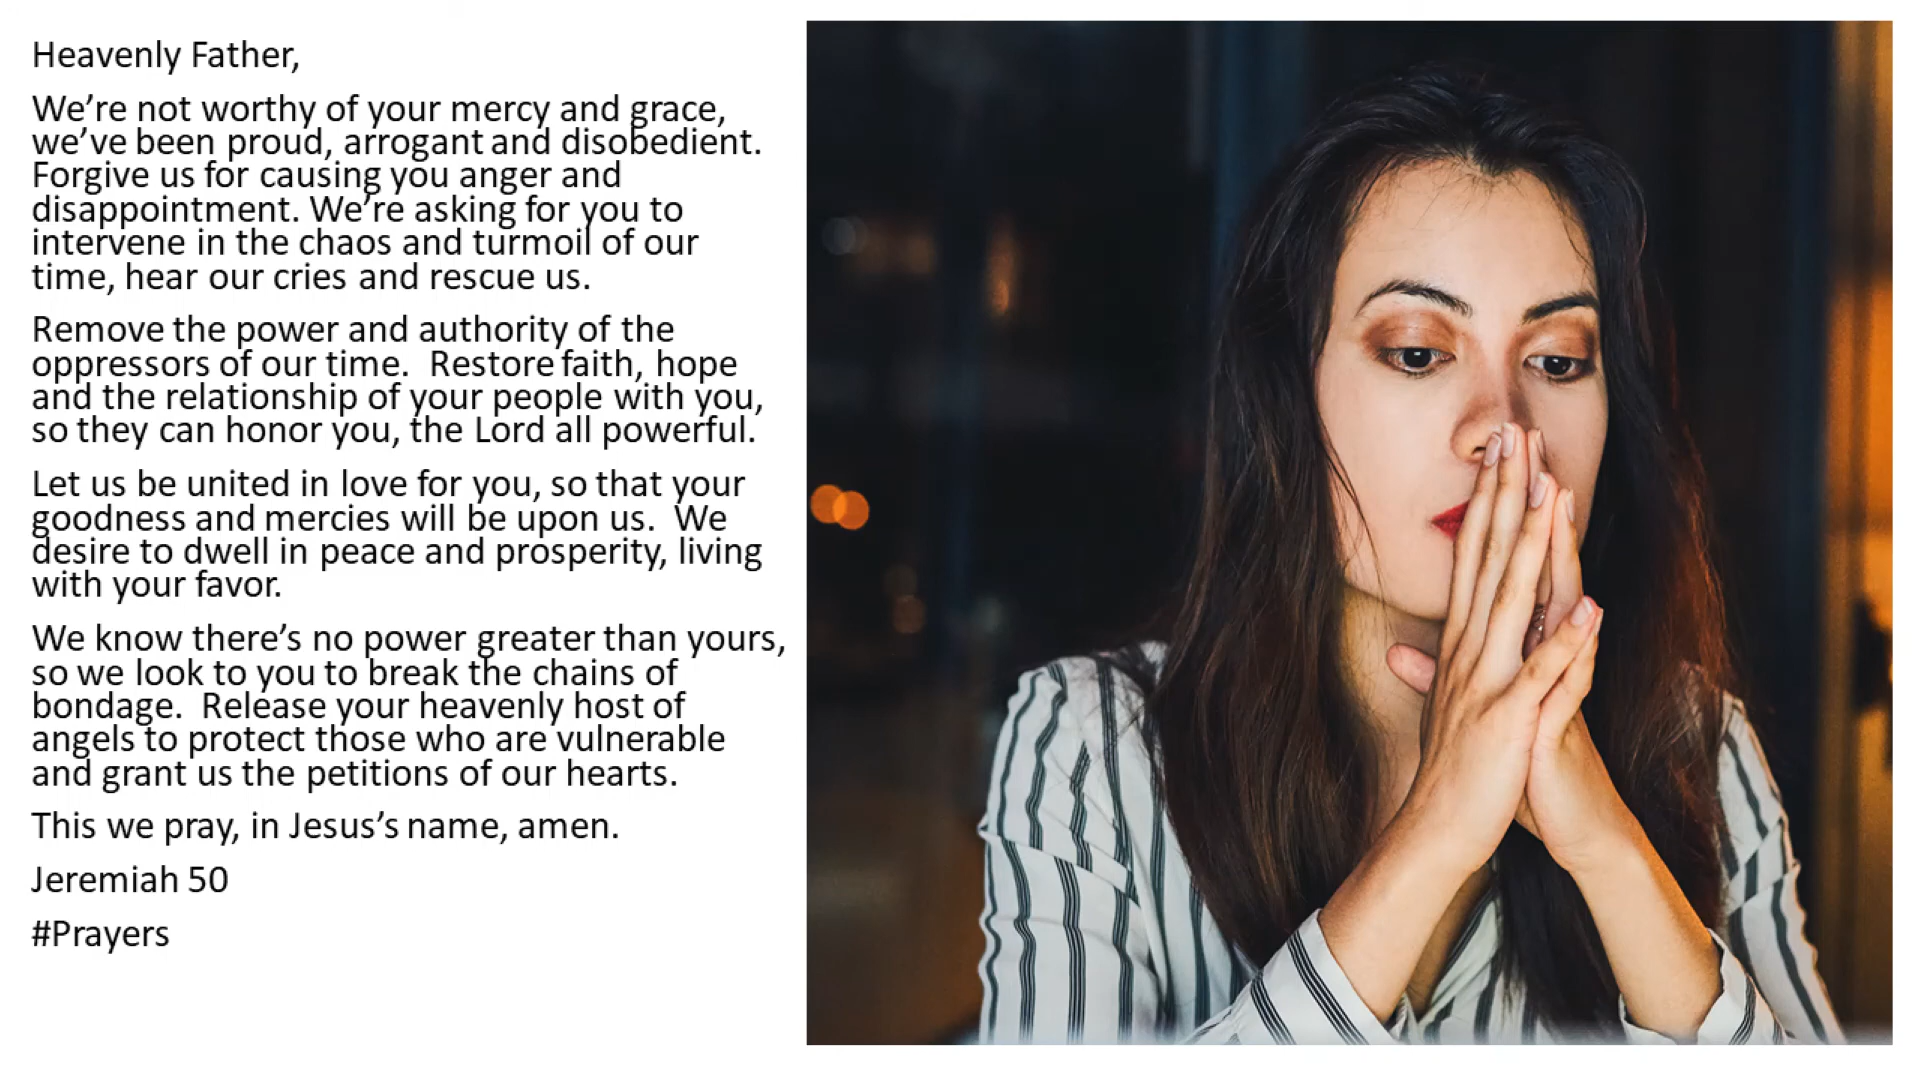 Heavenly Father,
We’re not worthy of your mercy and grace,
we’ve been proud, arrogant and disobedient.
Forgive us for causing you anger and
disappointment. We’re asking for you to
intervene in the chaos and turmoil of our
time, hear our cries and rescue us.
Remove the power and authority of the
oppressors of our time.  Restore faith, hope
and the relationship of your people with you,
so they can honor you, the Lord all powerful.
Let us be united in love for you, so that your
goodness and mercies will be upon us.  We
desire to dwell in peace and prosperity, living
with your favor.
We know there’s no power greater than yours,
so we look to you to break the chains of
bondage.  Release your heavenly host of
angels to protect those who are vulnerable
and grant us the petitions of our hearts.
This we pray, in Jesus’s name, amen.
Jeremiah 50
#Prayers